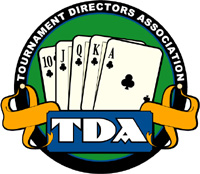 TOURNAMENT DIRECTORS ASSOCIATION
10 J Q K A
TDA